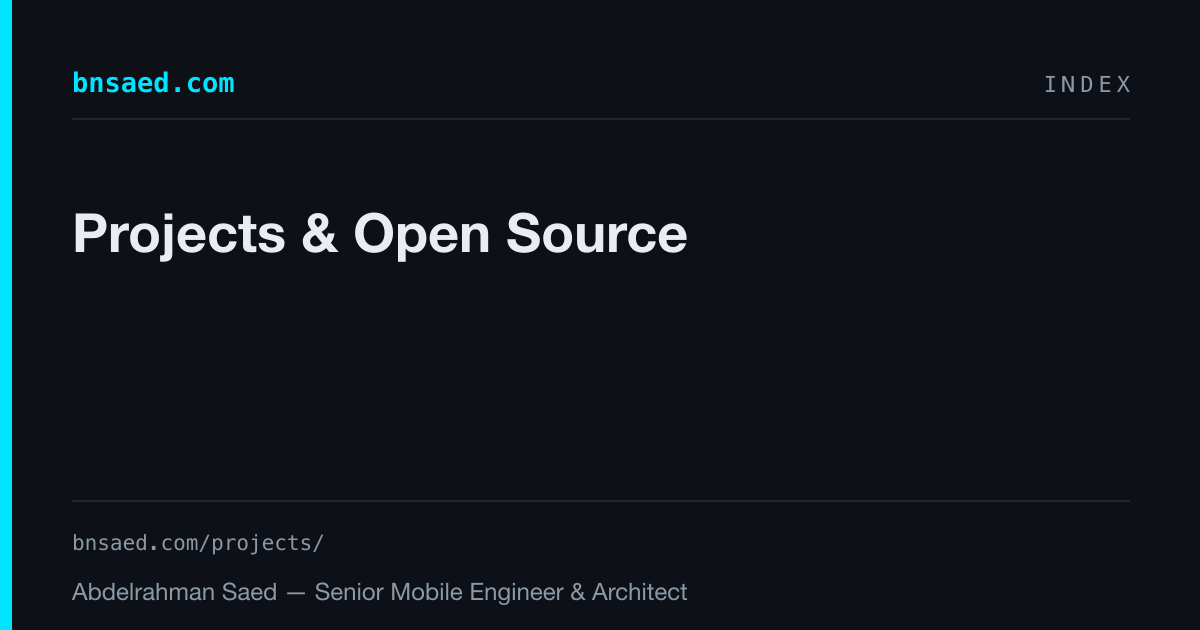 bnsaed.com
INDEX
Projects & Open Source
bnsaed.com/projects/
Abdelrahman Saed — Senior Mobile Engineer & Architect